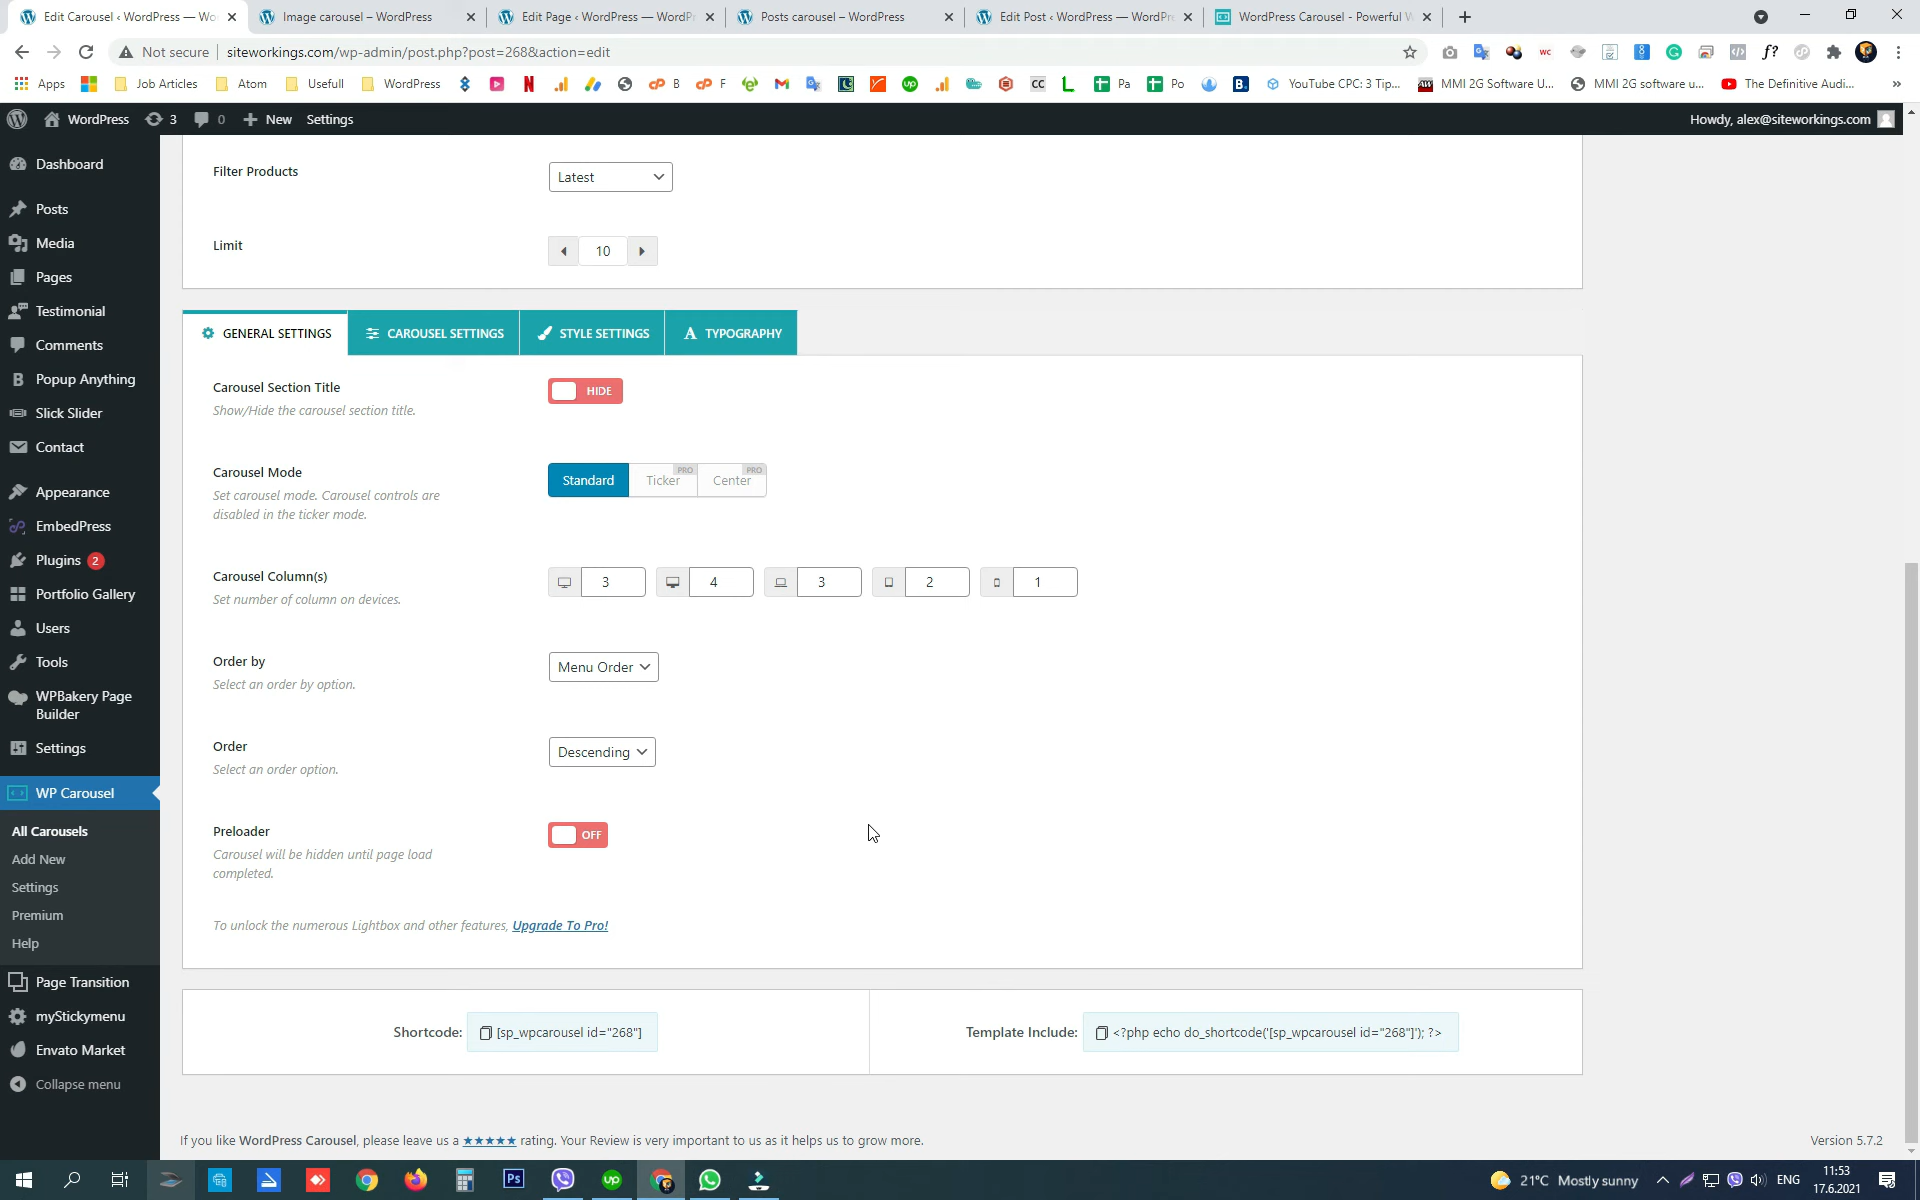 Edit Carousel ‹ WordPress — Wo
Image carousel – WordPress
Edit Page ‹ WordPress — WordPr
Posts carousel – WordPress
Edit Post ‹ WordPress — WordPre
WordPress Carousel - Powerful W
Not secure
siteworkings.com/wp-admin/post.php?post=268&action=edit
Apps
Job Articles
Atom
Usefull
WordPress
B
F
Pa
Po
YouTube CPC: 3 Tip...
MMI 2G Software U...
MMI 2G software u...
The Definitive Audi...
WordPress
3
0
New
Settings
Howdy, alex@siteworkings.com
Dashboard
Posts
Media
Pages
Testimonial
Comments
Popup Anything
Slick Slider
Contact
Appearance
EmbedPress
Plugins 2
Portfolio Gallery
Users
Tools
WPBakery Page
Builder
Settings
WP Carousel
All Carousels
Add New
Settings
Premium
Help
Page Transition
myStickymenu
Envato Market
Collapse menu
Filter Products
Latest
Limit
10
GENERAL SETTINGS
CAROUSEL SETTINGS
STYLE SETTINGS
A TYPOGRAPHY
Carousel Section Title
Show/Hide the carousel section title.
HIDE
Carousel Mode
Set carousel mode. Carousel controls are
disabled in the ticker mode.
Standard
Ticker
PRO
Center
PRO
Carousel Column(s)
Set number of column on devices.
3
4
3
2
1
Order by
Select an order by option.
Menu Order
Order
Select an order option.
Descending
Preloader
Carousel will be hidden until page load
completed.
OFF
To unlock the numerous Lightbox and other features, Upgrade To Pro!
Shortcode:
[sp_wpcarousel id="268"]
Template Include:
<?php echo do_shortcode('[sp_wpcarousel id="268"]'); ?>
If you like WordPress Carousel, please leave us a ★★★★★ rating. Your Review is very important to us as it helps us to grow more.
Version 5.7.2
Ps
up
21°C Mostly sunny
ENG
11:53
17.6.2021